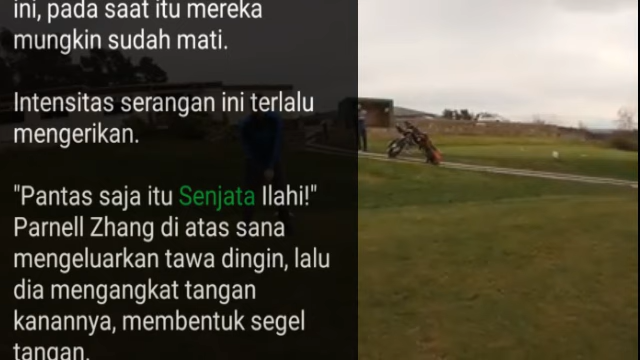 ini, pada saat itu mereka
mungkin sudah mati.
Intensitas serangan ini terlalu
mengerikan.
"Pantas saja itu Senjata Ilahi!"
Parnell Zhang di atas sana
mengeluarkan tawa dingin, lalu
dia mengangkat tangan
kanannya, membentuk segel
tangan.